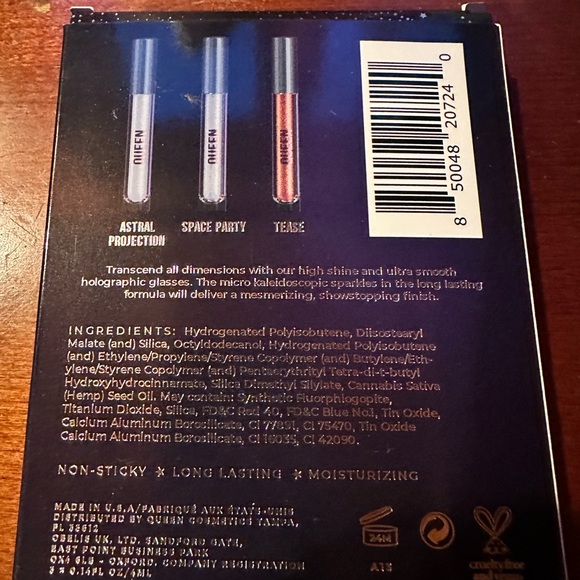 QUEEN QUEEN QUEEN
ASTRAL PROJECTION
SPACE PARTY
TEASE
8 50048 20724 0
Transcend all dimensions with our high shine and ultra smooth
holographic glasses. The micro kaleidoscopic sparkles in the long lasting
formula will deliver a mesmerizing, showstopping finish.
INGREDIENTS: Hydrogenated Polyisobutene, Diisostearyl
Malate (and) Silica, Octyldodecanol, Hydrogenated Polyisobutene
(and) Ethylene/Propylene/Styrene Copolymer (and) Butylene/Eth-
ylene/Styrene Copolymer (and) Pentaerythrityl Tetra-di-t-butyl
Hydroxyhydrocinnamate, Silica Dimethyl Silylate, Cannabis Sativa
(Hemp) Seed Oil. May contain: Synthetic Fluorphlogopite,
Titanium Dioxide, Silica, FD&C Red 40, FD&C Blue No.1, Tin Oxide,
Calcium Aluminum Borosilicate, CI 77891, CI 75470, Tin Oxide
Calcium Aluminum Borosilicate, CI 16035, CI 42090.
NON-STICKY * LONG LASTING * MOISTURIZING
MADE IN U.S.A/FABRIQUÉ AUX ÉTATS-UNIS
DISTRIBUTED BY QUEEN COSMETICS TAMPA,
FL 33612
OBELIS UK, LTD. SANDFORD GATE,
EAST POINT BUSINESS PARK
OX4 6LB - OXFORD, COMPANY REGISTRATION
3 x 0.14FL OZ/4ML
24M
A13
crueltyfree